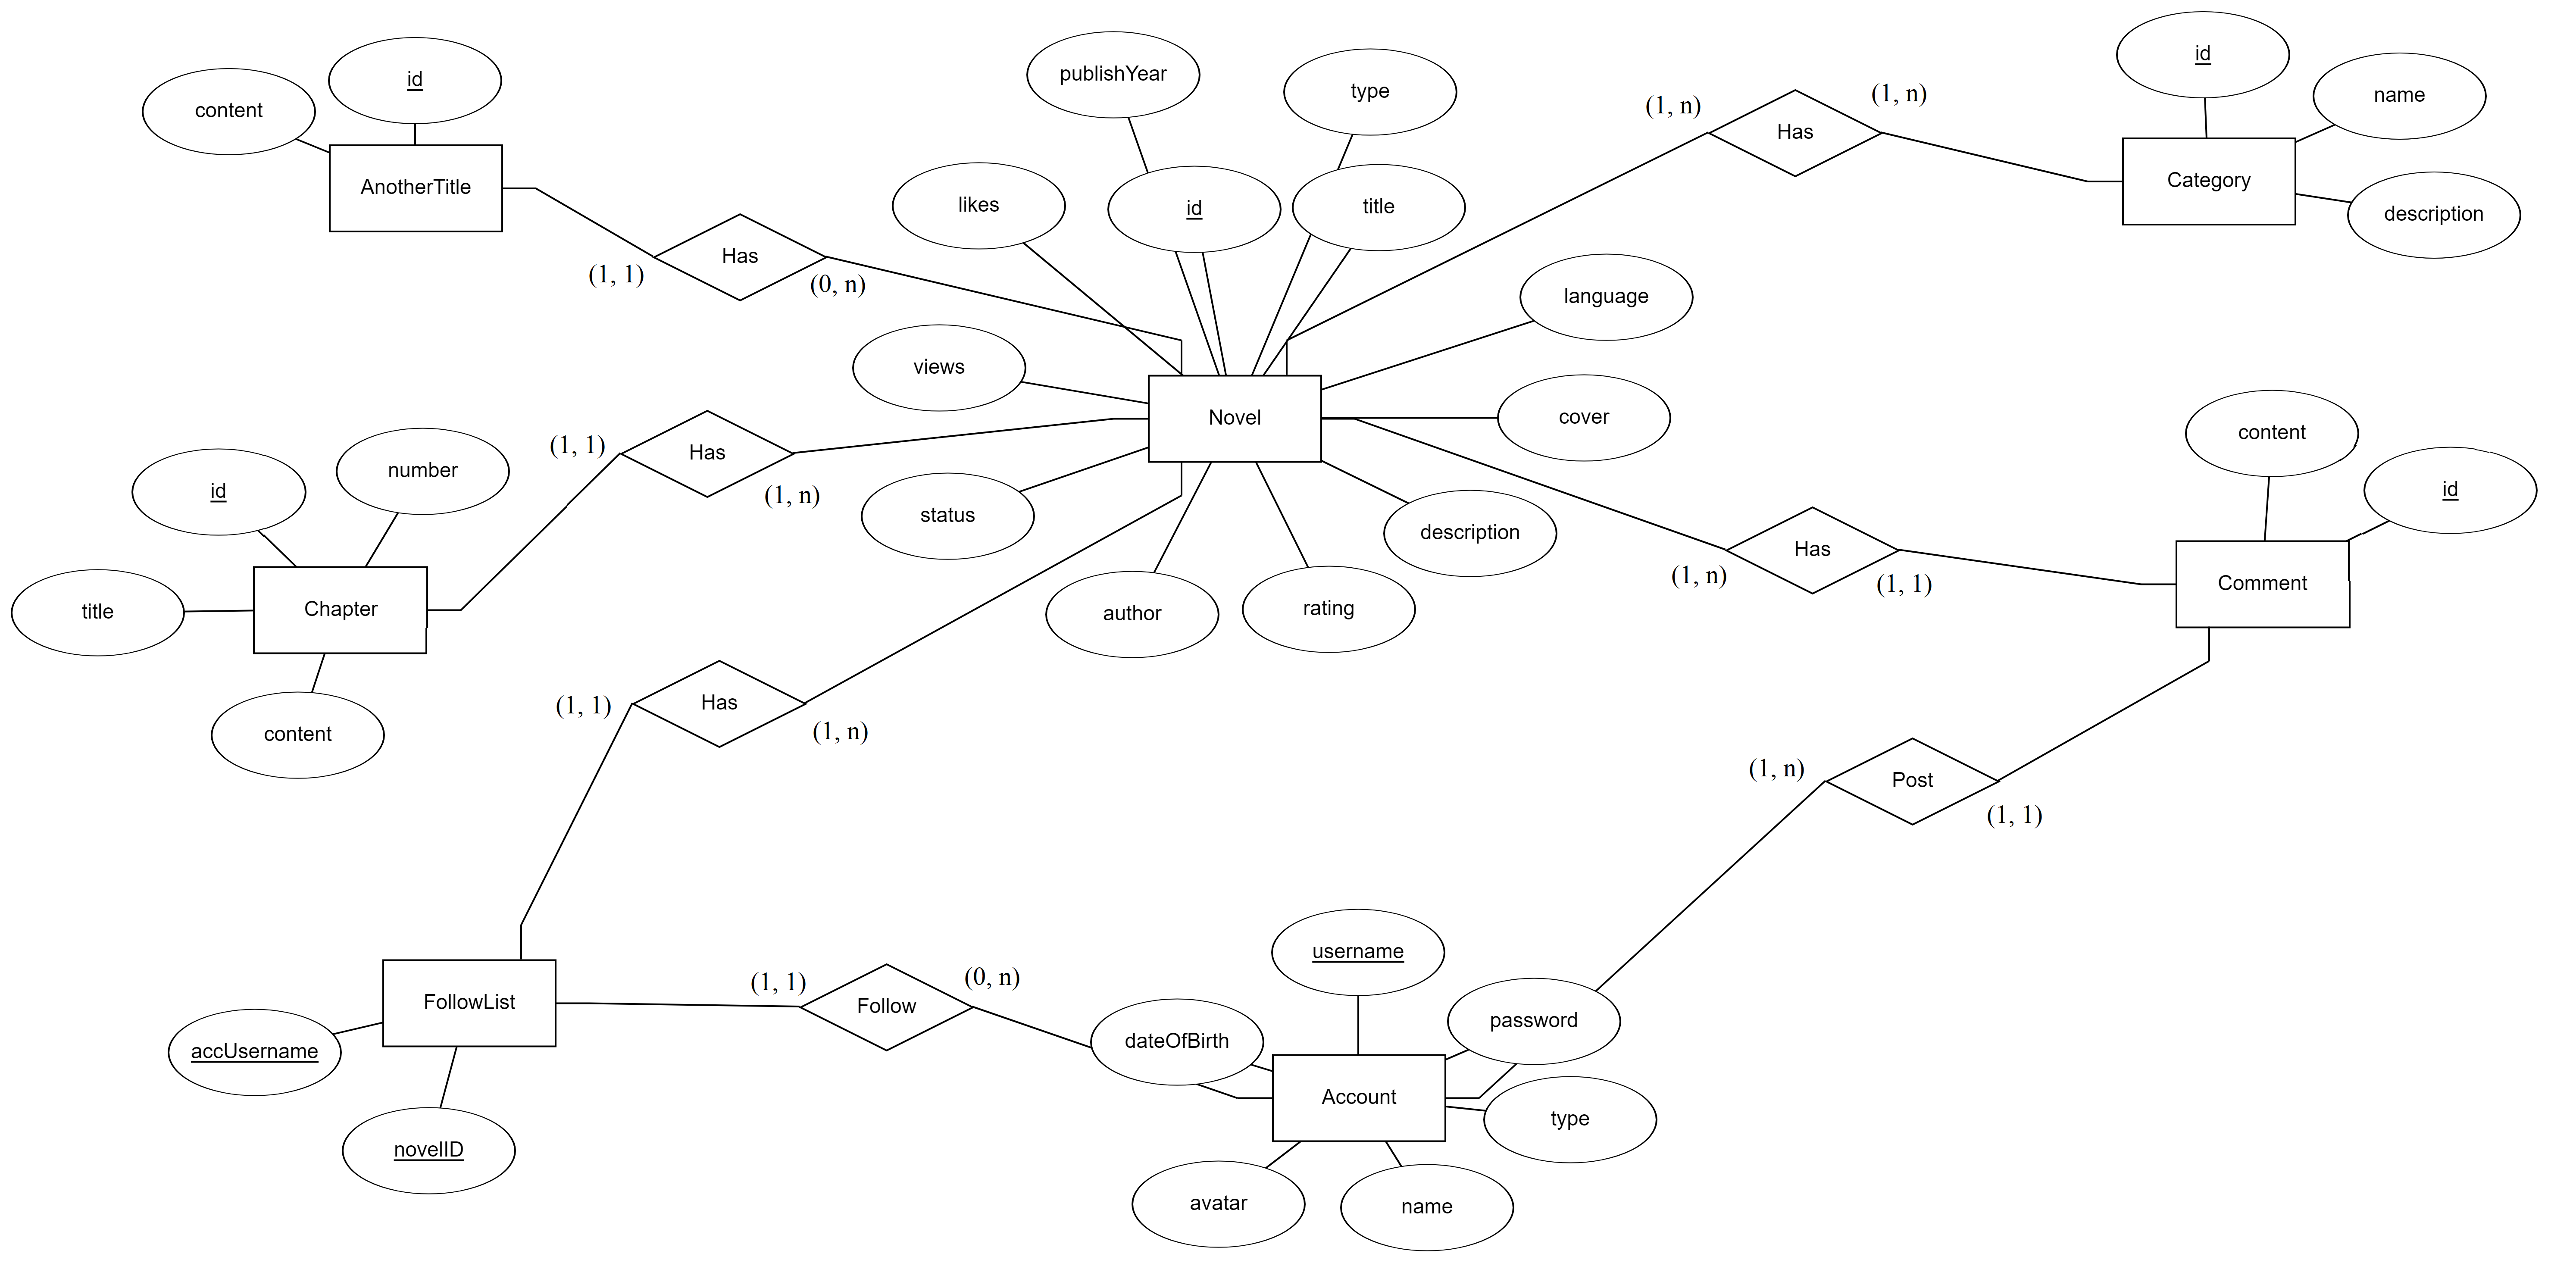 id
publishYear
type
id
name
content
(1, n)
Has
(1, n)
AnotherTitle
Category
likes
id
title
description
Has
(1, 1)
(0, n)
language
views
cover
content
(1, 1)
Has
(1, n)
Novel
id
number
id
status
description
Has
(1, n)
(1, 1)
Comment
title
Chapter
author
rating
content
(1, 1)
Has
(1, n)
(1, n)
Post
(1, 1)
username
FollowList
(1, 1)
Follow
(0, n)
password
dateOfBirth
accUsername
Account
type
novelID
avatar
name